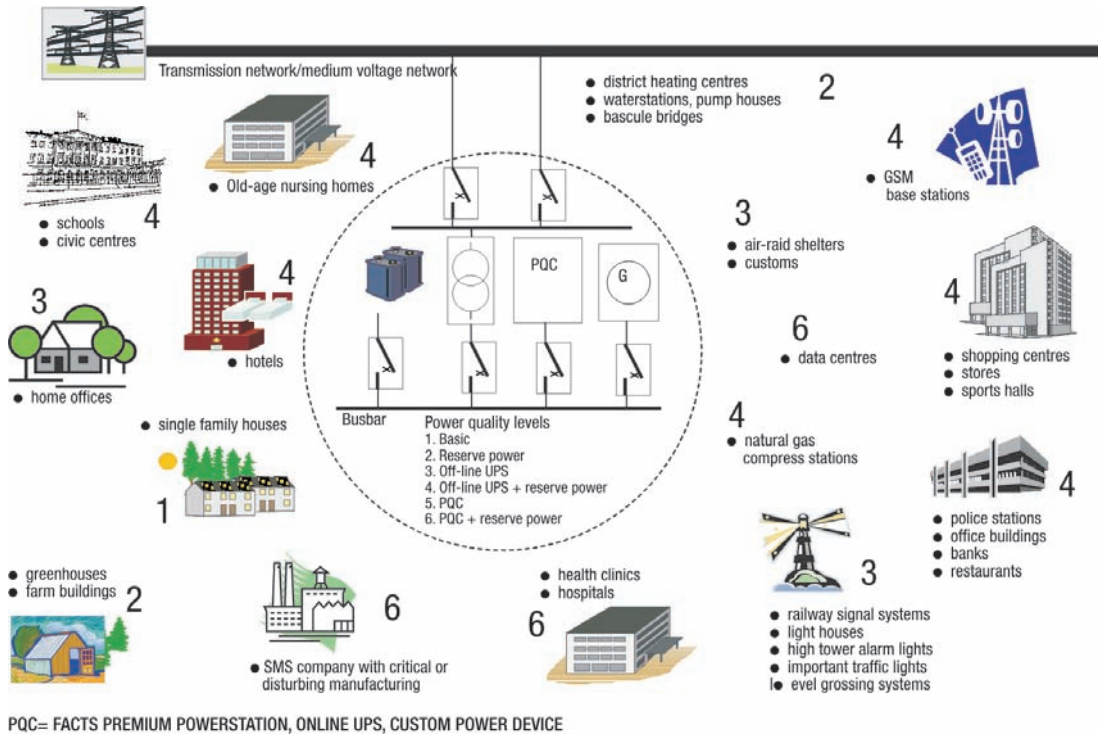 Transmission network/medium voltage network
● district heating centres
● waterstations, pump houses
● bascule bridges
2
4
● GSM
base stations
4
● Old-age nursing homes
4
● schools
● civic centres
3
● air-raid shelters
● customs
PQC
G
4
● hotels
3
● home offices
6
● data centres
4
● shopping centres
● stores
● sports halls
Busbar
Power quality levels
1. Basic
2. Reserve power
3. Off-line UPS
4. Off-line UPS + reserve power
5. PQC
6. PQC + reserve power
● single family houses
1
4
● natural gas
compress stations
4
● police stations
● office buildings
● banks
● restaurants
● greenhouses
● farm buildings
2
6
● SMS company with critical or
disturbing manufacturing
● health clinics
● hospitals
6
3
● railway signal systems
● light houses
● high tower alarm lights
● important traffic lights
l● evel grossing systems
PQC= FACTS PREMIUM POWERSTATION, ONLINE UPS, CUSTOM POWER DEVICE